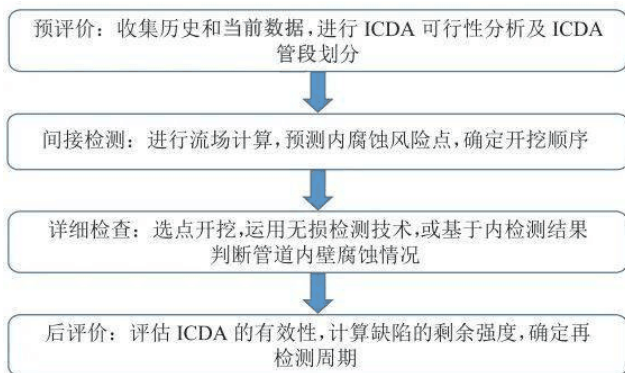 预评价：收集历史和当前数据，进行 ICDA 可行性分析及 ICDA
管段划分
间接检测：进行流场计算，预测内腐蚀风险点，确定开挖顺序
详细检查：选点开挖，运用无损检测技术，或基于内检测结果
判断管道内壁腐蚀情况
后评价：评估 ICDA 的有效性，计算缺陷的剩余强度，确定再
检测周期